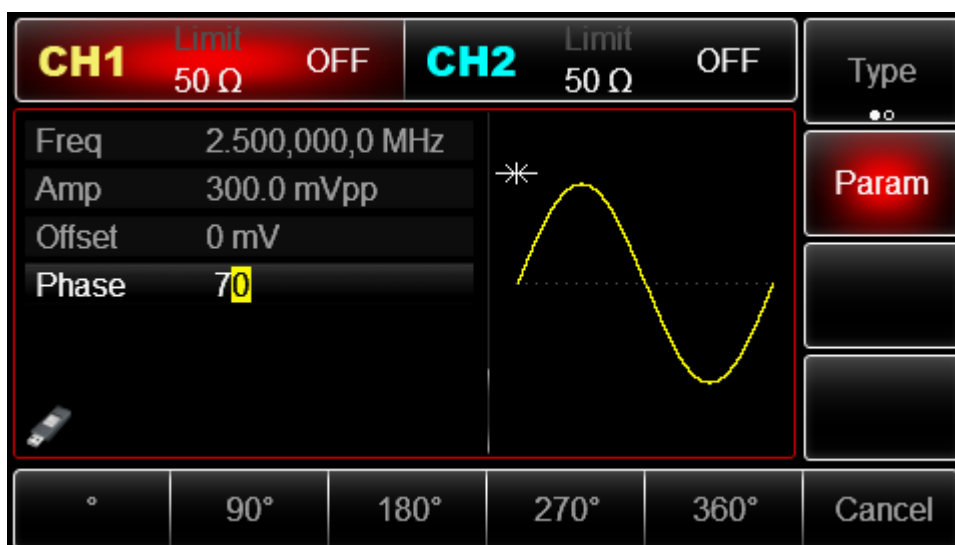 CH1 Limit 50 Ω OFF CH2 Limit 50 Ω OFF
Type
Freq 2.500,000,0 MHz
Amp 300.0 mVpp
Param
Offset 0 mV
Phase 70
° 90° 180° 270° 360° Cancel